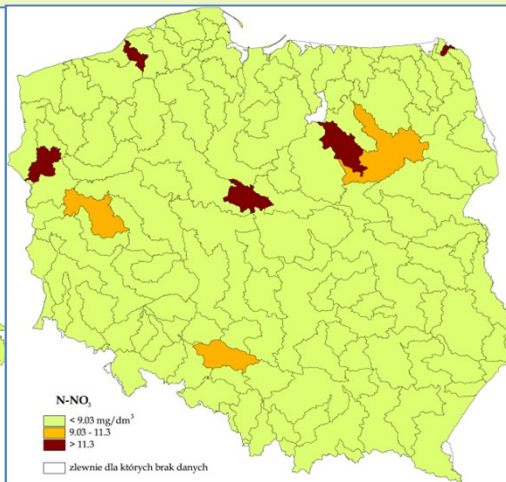 N-NO₃
< 9.03 mg/dm³
9.03 - 11.3
> 11.3
zlewnie dla których brak danych